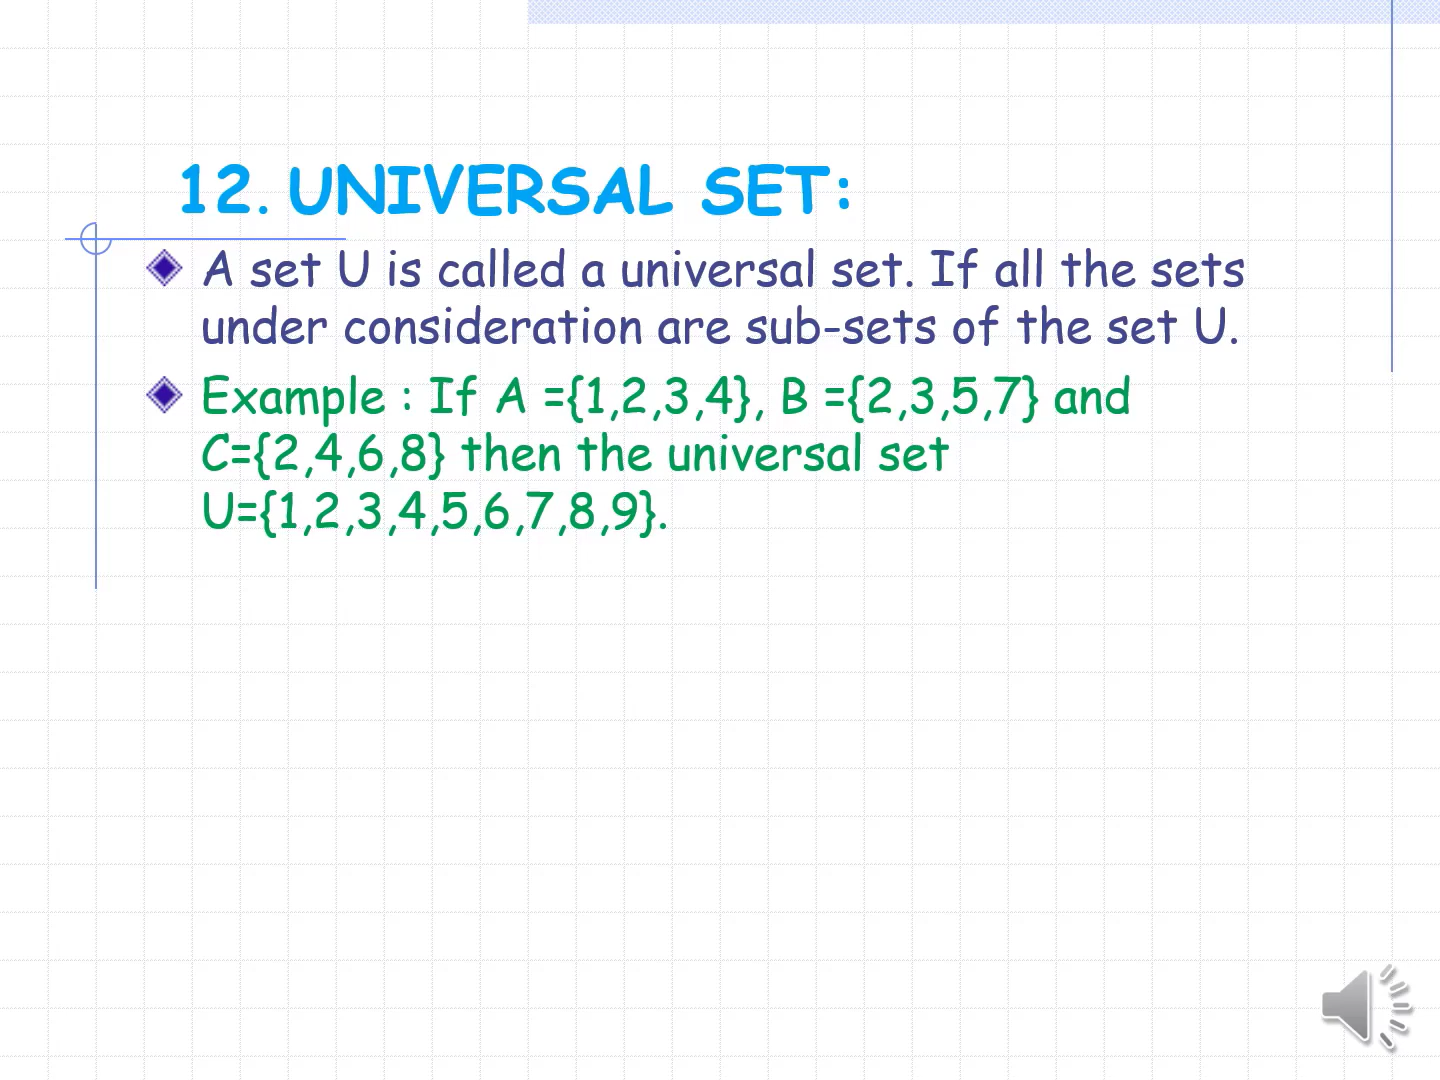 12. UNIVERSAL SET:
A set U is called a universal set. If all the sets
under consideration are sub-sets of the set U.
Example : If A ={1,2,3,4}, B ={2,3,5,7} and
C={2,4,6,8} then the universal set
U={1,2,3,4,5,6,7,8,9}.